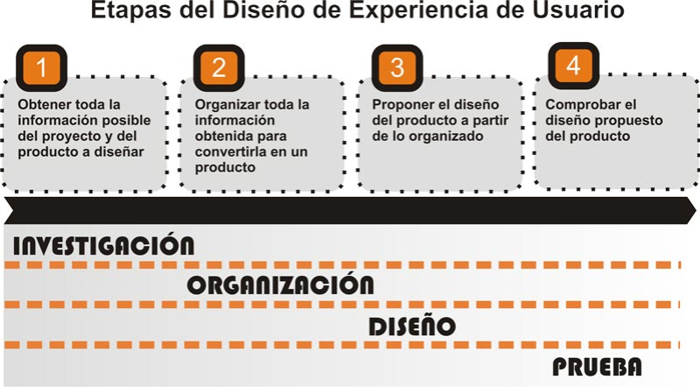 Etapas del Diseño de Experiencia de Usuario
1
Obtener toda la
información posible
del proyecto y del
producto a diseñar
2
Organizar toda la
información
obtenida para
convertirla en un
producto
3
Proponer el diseño
del producto a partir
de lo organizado
4
Comprobar el
diseño propuesto
del producto
INVESTIGACIÓN
ORGANIZACIÓN
DISEÑO
PRUEBA